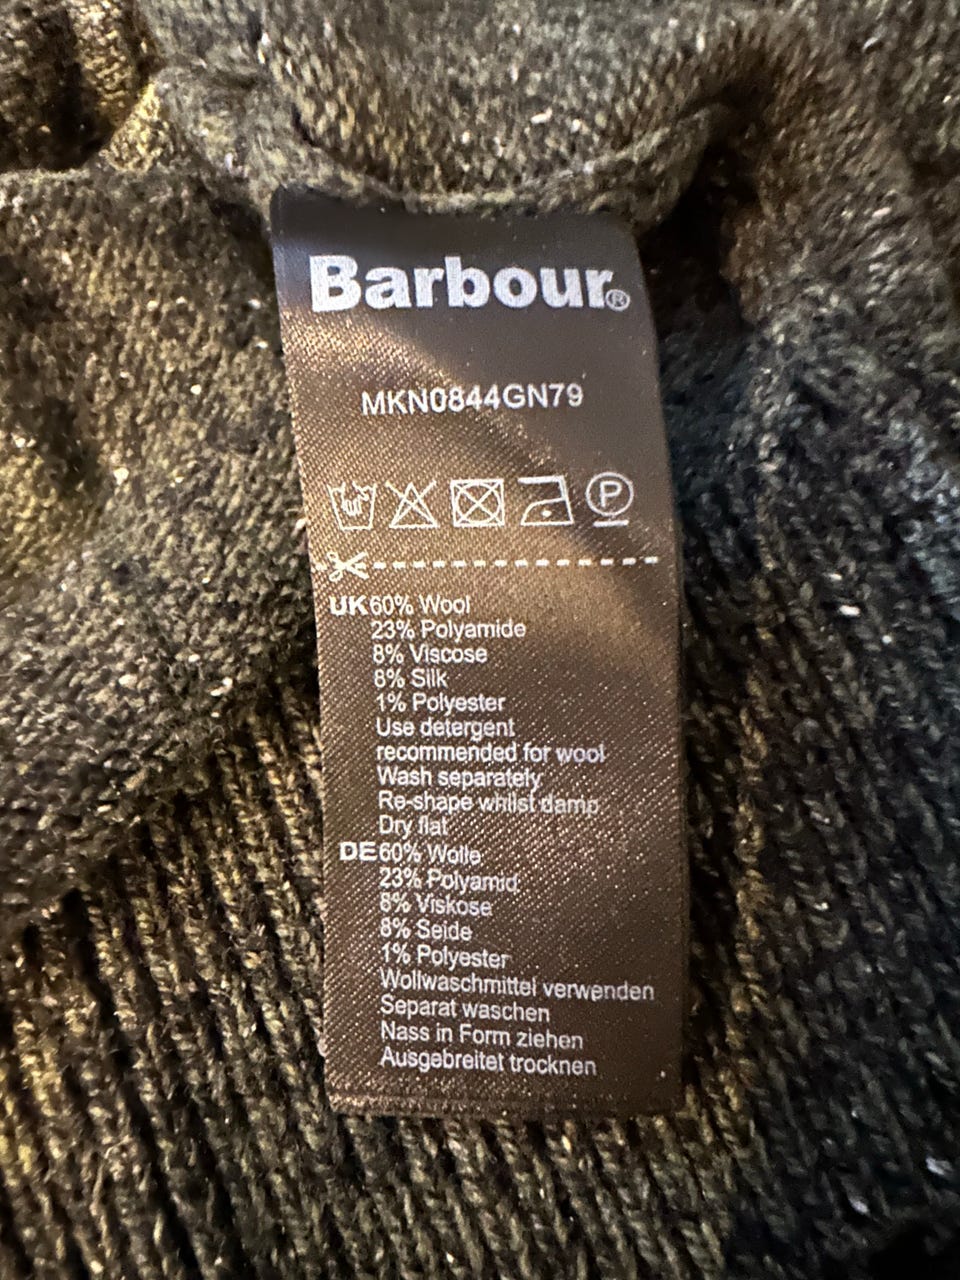 Barbour®
MKN0844GN79
P
UK 60% Wool
23% Polyamide
8% Viscose
8% Silk
1% Polyester
Use detergent
recommended for wool
Wash separately
Re-shape whilst damp
Dry flat
DE 60% Wolle
23% Polyamid
8% Viskose
8% Seide
1% Polyester
Wollwaschmittel verwenden
Separat waschen
Nass in Form ziehen
Ausgebreitet trocknen